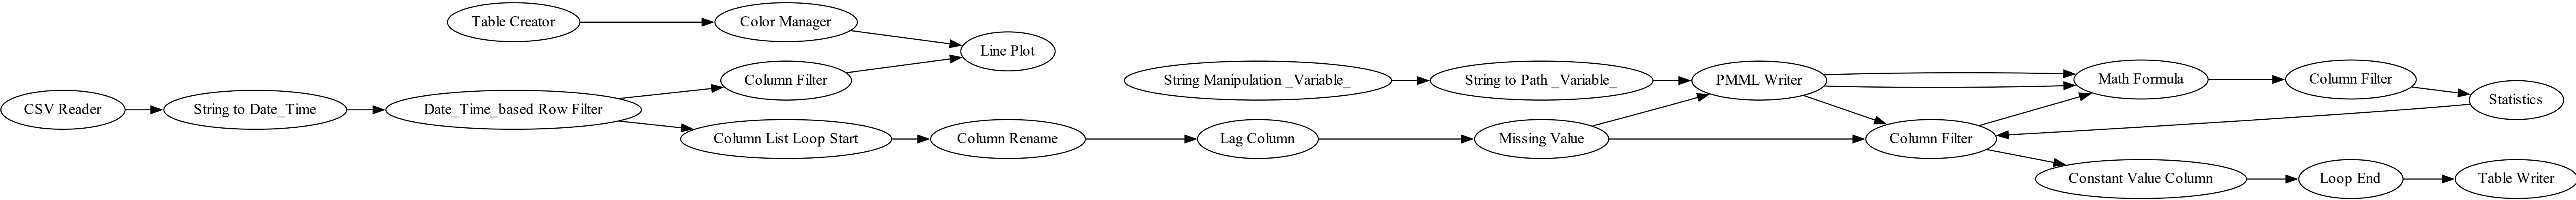 Table Creator
Color Manager
Line Plot
CSV Reader
String to Date_Time
Date_Time_based Row Filter
Column Filter
Column List Loop Start
Column Rename
Lag Column
String Manipulation _Variable_
String to Path _Variable_
Missing Value
PMML Writer
Column Filter
Math Formula
Column Filter
Statistics
Constant Value Column
Loop End
Table Writer